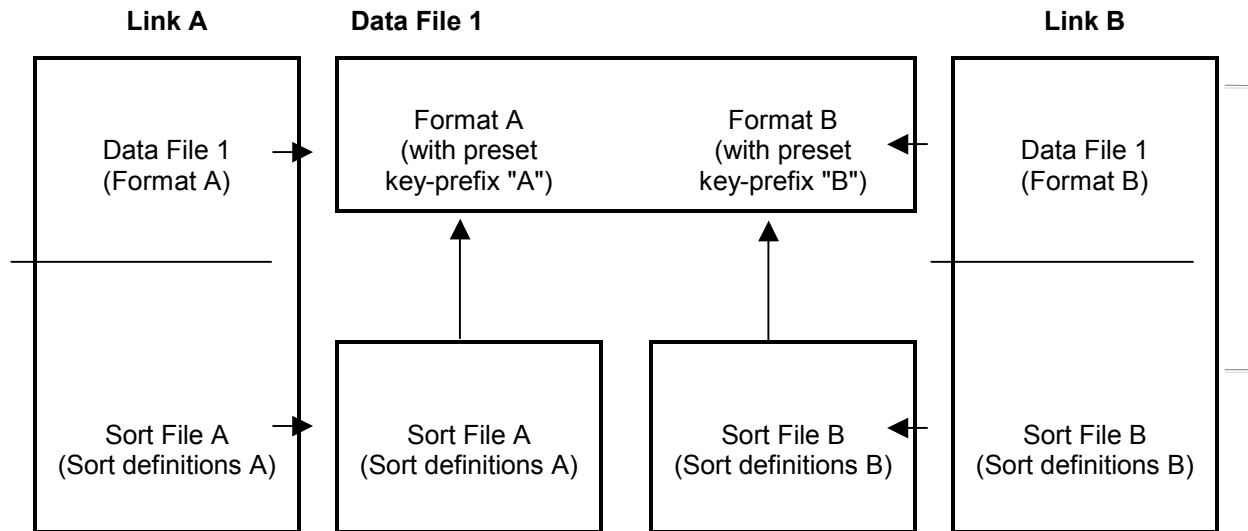 Link A
Data File 1
Link B
Data File 1
(Format A)
Format A
(with preset
key-prefix "A")
Format B
(with preset
key-prefix "B")
Data File 1
(Format B)
Sort File A
(Sort definitions A)
Sort File A
(Sort definitions A)
Sort File B
(Sort definitions B)
Sort File B
(Sort definitions B)